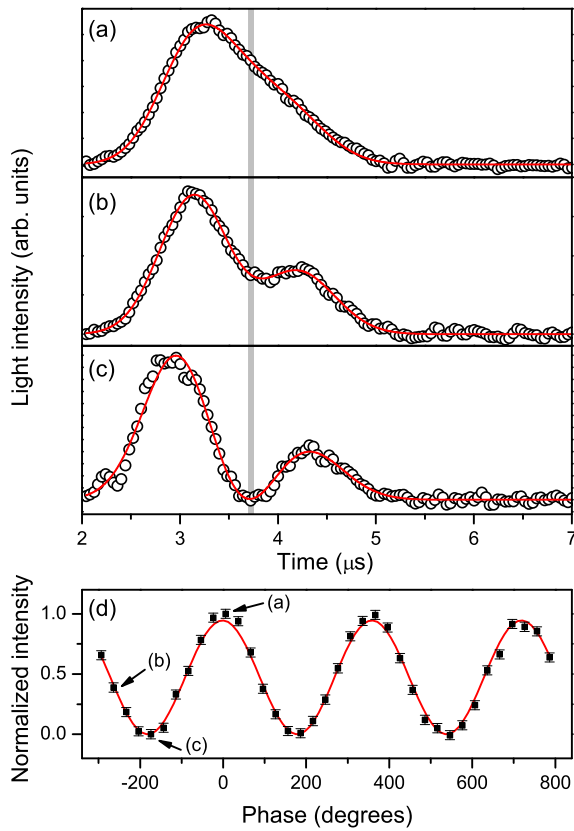 (a)
(b)
(c)
Light intensity (arb. units)
2 3 4 5 6 7
Time (μs)
(d)
(a)
(b)
(c)
1.0
0.5
0.0
Normalized intensity
-200 0 200 400 600 800
Phase (degrees)